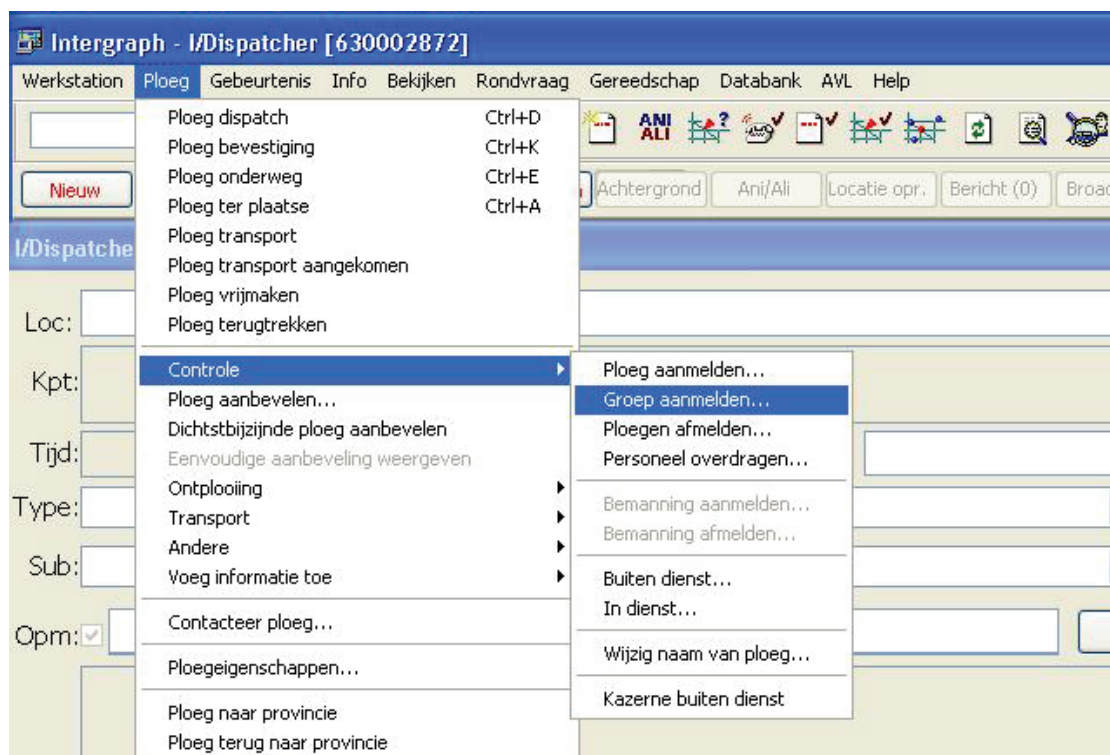 Intergraph - I/Dispatcher [630002872]
Werkstation Ploeg Gebeurtenis Info Bekijken Rondvraag Gereedschap Databank AVL Help
ANI
ALI
Nieuw
Achtergrond Ani/Ali Locatie opr. Bericht (0) Broad
I/Dispatche
Ploeg dispatch Ctrl+D
Ploeg bevestiging Ctrl+K
Ploeg onderweg Ctrl+E
Ploeg ter plaatse Ctrl+A
Ploeg transport
Ploeg transport aangekomen
Ploeg vrijmaken
Ploeg terugtrekken
Controle
Ploeg aanbevelen...
Dichtstbijzijnde ploeg aanbevelen
Eenvoudige aanbeveling weergeven
Ontplooiing
Transport
Andere
Voeg informatie toe
Contacteer ploeg...
Ploegeigenschappen...
Ploeg naar provincie
Ploeg terug naar provincie
Ploeg aanmelden...
Groep aanmelden...
Ploegen afmelden...
Personeel overdragen...
Bemanning aanmelden...
Bemanning afmelden...
Buiten dienst...
In dienst...
Wijzig naam van ploeg...
Kazerne buiten dienst
Loc:
Kpt:
Tijd:
Type:
Sub:
Opm: